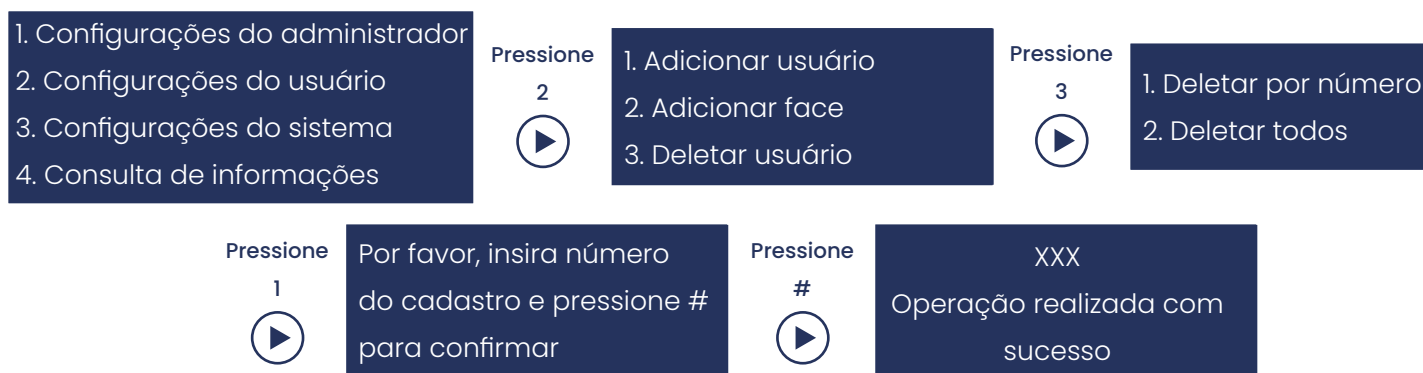 1. Configurações do administrador
2. Configurações do usuário
3. Configurações do sistema
4. Consulta de informações
Pressione
2
1. Adicionar usuário
2. Adicionar face
3. Deletar usuário
Pressione
3
1. Deletar por número
2. Deletar todos
Pressione
1
Por favor, insira número
do cadastro e pressione #
para confirmar
Pressione
#
XXX
Operação realizada com
sucesso